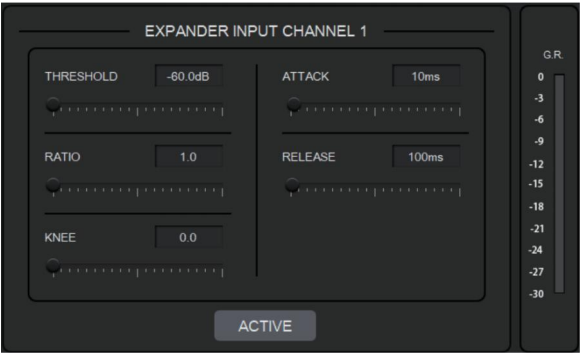 EXPANDER INPUT CHANNEL 1
THRESHOLD -60.0dB
RATIO 1.0
KNEE 0.0
ATTACK 10ms
RELEASE 100ms
ACTIVE
G.R.
0
-3
-6
-9
-12
-15
-18
-21
-24
-27
-30